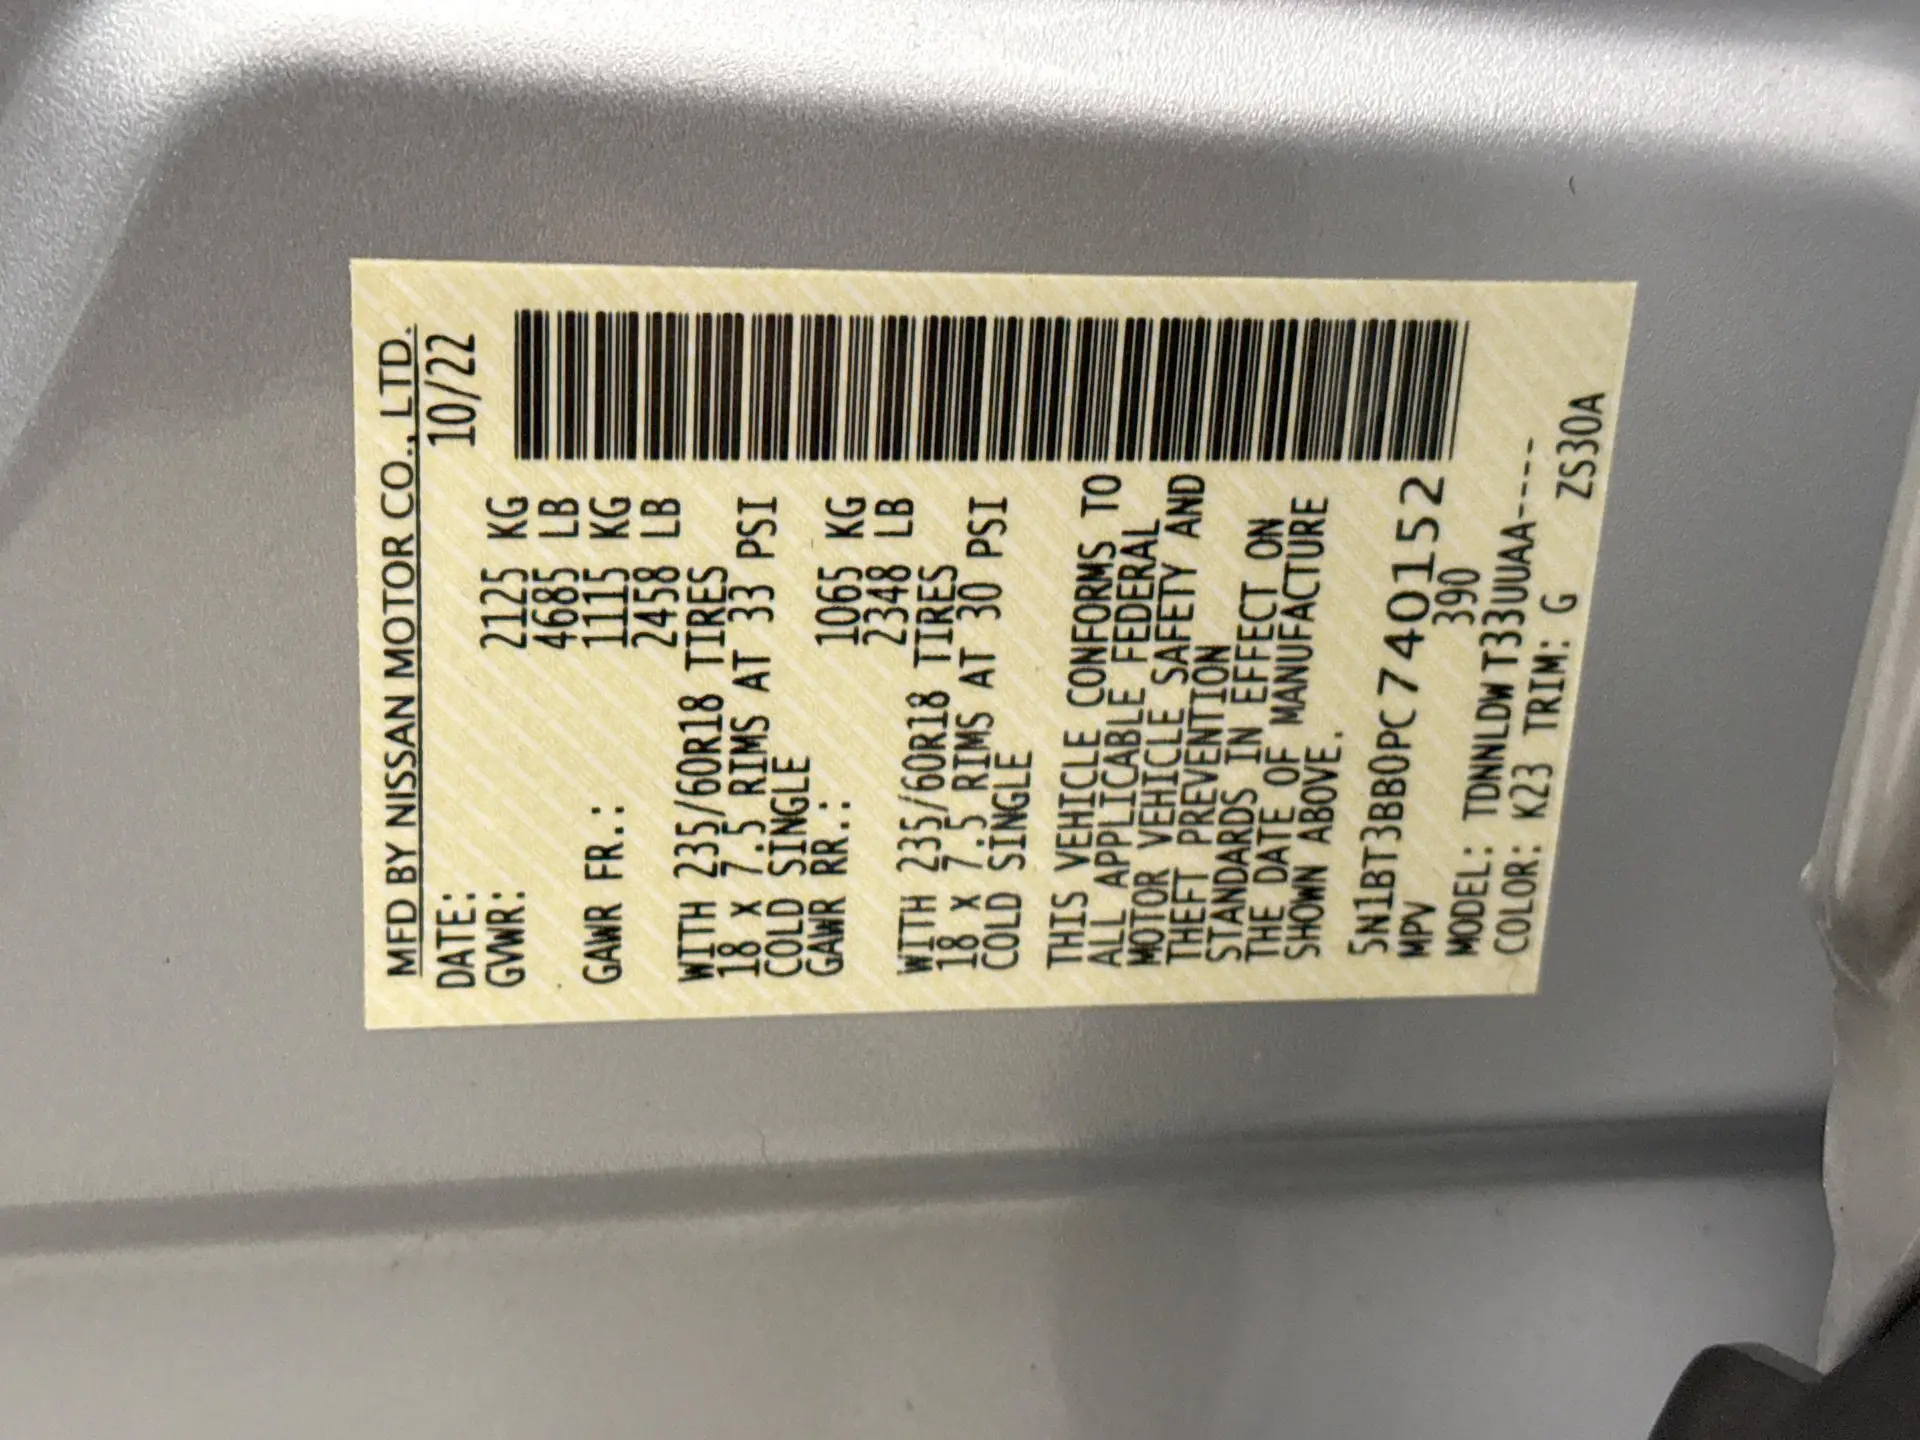 MFD BY NISSAN MOTOR CO., LTD.
DATE: 10/22
GVWR: 2125 KG
4685 LB
GAWR FR.: 1115 KG
2458 LB
WITH 235/60R18 TIRES
18 X 7.5 RIMS AT 33 PSI
COLD SINGLE
GAWR RR.: 1065 KG
2348 LB
WITH 235/60R18 TIRES
18 X 7.5 RIMS AT 30 PSI
COLD SINGLE
THIS VEHICLE CONFORMS TO
ALL APPLICABLE FEDERAL
MOTOR VEHICLE SAFETY AND
THEFT PREVENTION
STANDARDS IN EFFECT ON
THE DATE OF MANUFACTURE
SHOWN ABOVE.
5N1BT3BB0PC740152
MPV 390
MODEL: TDNNLDWT33UUAA----
COLOR: K23 TRIM: G
ZS30A